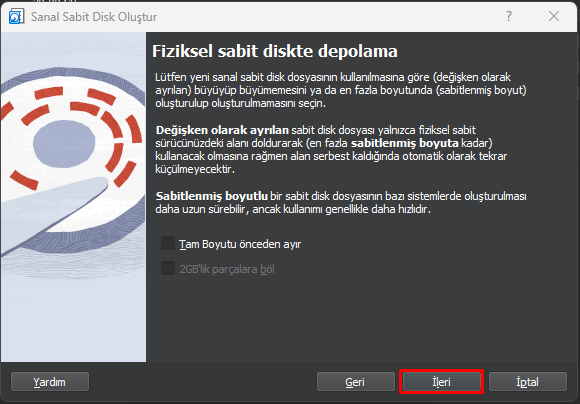 Sanal Sabit Disk Oluştur
Fiziksel sabit diskte depolama
Lütfen yeni sanal sabit disk dosyasının kullanılmasına göre (değişken olarak
ayrılan) büyüyüp büyümemesini ya da en fazla boyutunda (sabitlenmiş boyut)
oluşturulup oluşturulmamasını seçin.
Değişken olarak ayrılan sabit disk dosyası yalnızca fiziksel sabit
sürücünüzdeki alanı doldurarak (en fazla sabitlenmiş boyuta kadar)
kullanacak olmasına rağmen alan serbest kaldığında otomatik olarak tekrar
küçülmeyecektir.
Sabitlenmiş boyutlu bir sabit disk dosyasının bazı sistemlerde oluşturulması
daha uzun sürebilir, ancak kullanımı genellikle daha hızlıdır.
Tam Boyutu önceden ayır
2GB'lık parçalara böl
Yardım
Geri
İleri
İptal